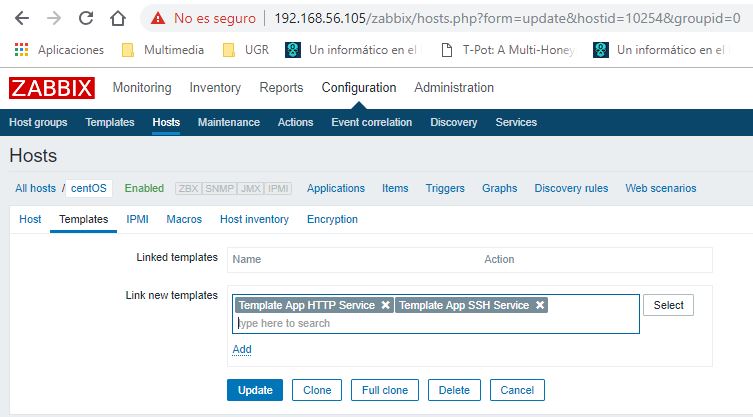 No es seguro | 192.168.56.105/zabbix/hosts.php?form=update&hostid=10254&groupid=0
Aplicaciones Multimedia UGR Un informático en el T-Pot: A Multi-Honey Un informático en el
ZABBIX Monitoring Inventory Reports Configuration Administration
Host groups Templates Hosts Maintenance Actions Event correlation Discovery Services
Hosts
All hosts / centOS Enabled ZBX SNMP JMX IPMI Applications Items Triggers Graphs Discovery rules Web scenarios
Host Templates IPMI Macros Host inventory Encryption
Linked templates Name Action
Link new templates Template App HTTP Service Template App SSH Service Select
type here to search
Add
Update Clone Full clone Delete Cancel